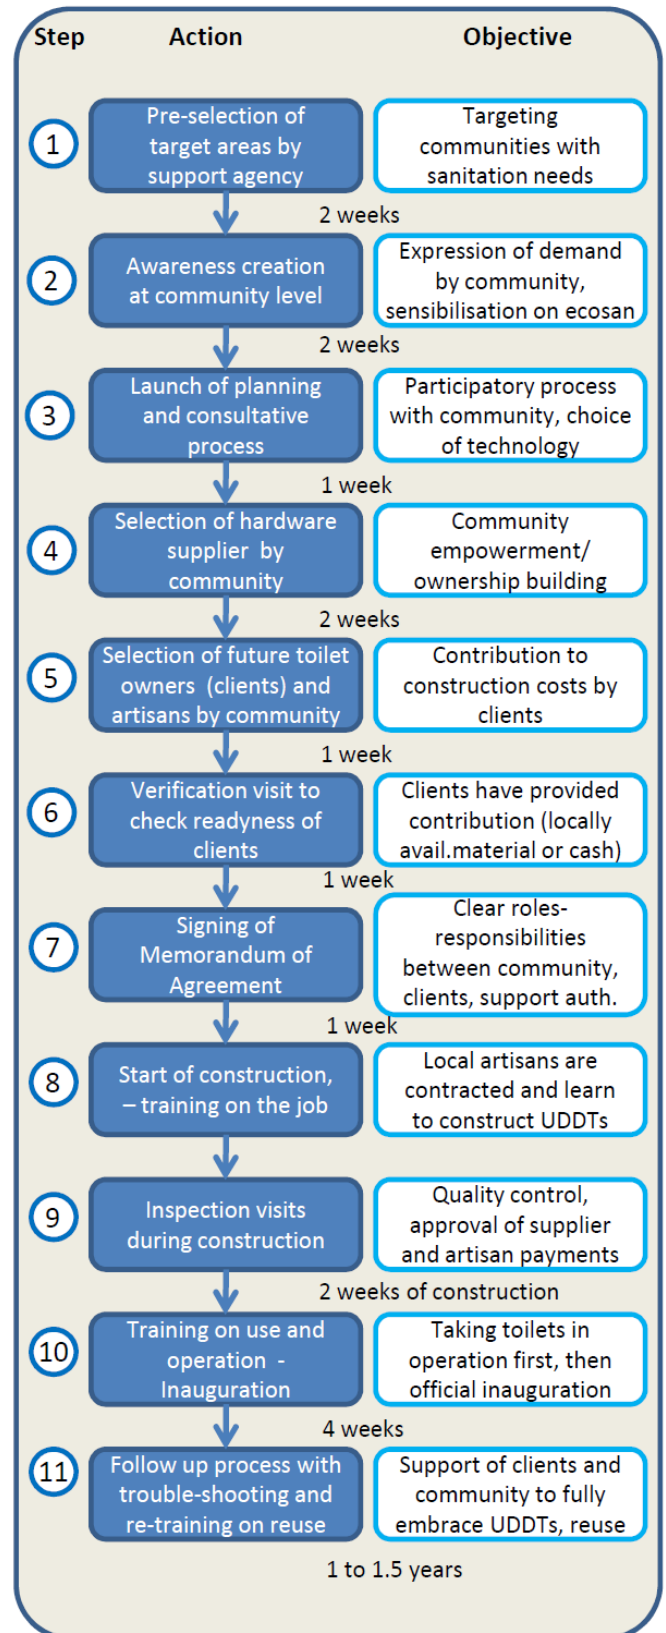 Step Action Objective
1
Pre-selection of
target areas by
support agency
Targeting
communities with
sanitation needs
2 weeks
2
Awareness creation
at community level
Expression of demand
by community,
sensibilisation on ecosan
2 weeks
3
Launch of planning
and consultative
process
Participatory process
with community, choice
of technology
1 week
4
Selection of hardware
supplier by
community
Community
empowerment/
ownership building
2 weeks
5
Selection of future toilet
owners (clients) and
artisans by community
Contribution to
construction costs by
clients
1 week
6
Verification visit to
check readyness of
clients
Clients have provided
contribution (locally
avail.material or cash)
1 week
7
Signing of
Memorandum of
Agreement
Clear roles-
responsibilities
between community,
clients, support auth.
1 week
8
Start of construction,
– training on the job
Local artisans are
contracted and learn
to construct UDDTs
9
Inspection visits
during construction
Quality control,
approval of supplier
and artisan payments
2 weeks of construction
10
Training on use and
operation -
Inauguration
Taking toilets in
operation first, then
official inauguration
4 weeks
11
Follow up process with
trouble-shooting and
re-training on reuse
Support of clients and
community to fully
embrace UDDTs, reuse
1 to 1.5 years